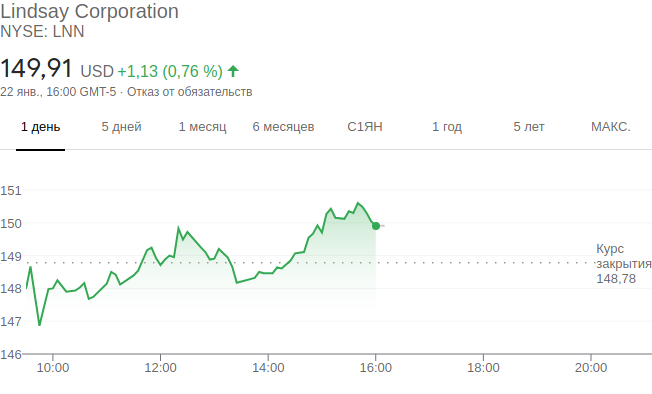 Lindsay Corporation
NYSE: LNN
149,91 USD +1,13 (0,76 %)
22 янв., 16:00 GMT-5 · Отказ от обязательств
1 день 5 дней 1 месяц 6 месяцев С1ЯН 1 год 5 лет МАКС.
151
150
149
148
147
146
Курс
закрытия
148,78
10:00 12:00 14:00 16:00 18:00 20:00